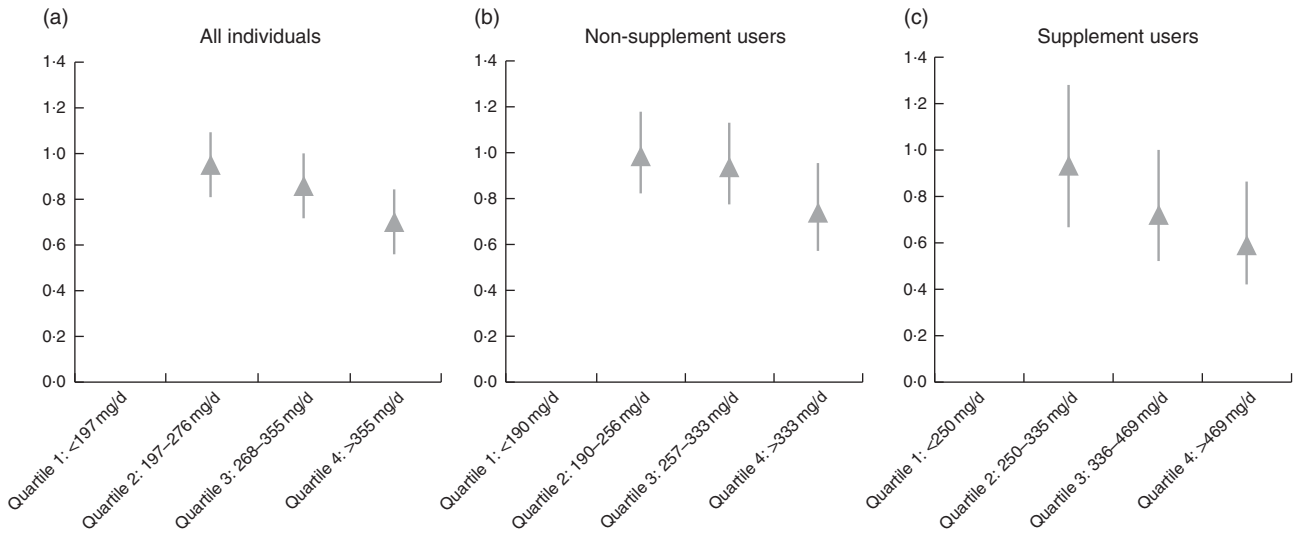 (a)
All individuals
1·4
1·2
1·0
0·8
0·6
0·4
0·2
0·0
Quartile 1: <197 mg/d
Quartile 2: 197–276 mg/d
Quartile 3: 268–355 mg/d
Quartile 4: >355 mg/d
(b)
Non-supplement users
1·4
1·2
1·0
0·8
0·6
0·4
0·2
0·0
Quartile 1: <190 mg/d
Quartile 2: 190–256 mg/d
Quartile 3: 257–333 mg/d
Quartile 4: >333 mg/d
(c)
Supplement users
1·4
1·2
1·0
0·8
0·6
0·4
0·2
0·0
Quartile 1: <250 mg/d
Quartile 2: 250–335 mg/d
Quartile 3: 336–469 mg/d
Quartile 4: >469 mg/d